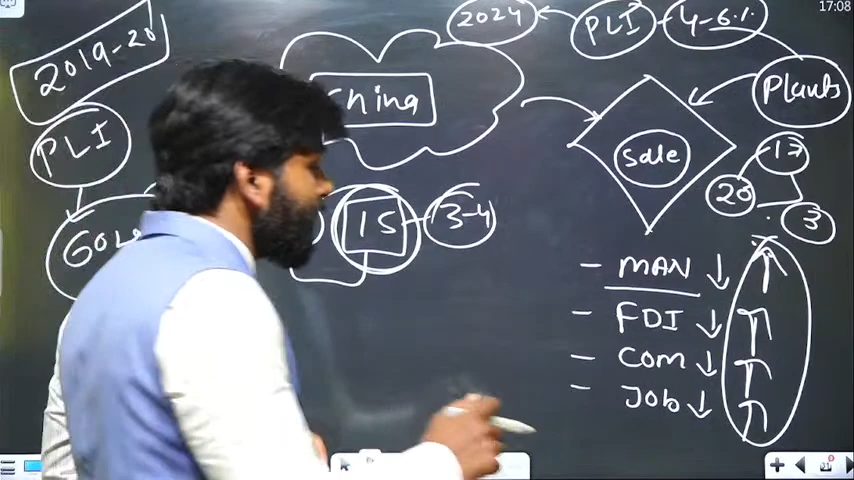 17:08
2019-20
2024
PLI
4-6%
China
Plants
PLI
Sale
17
20
3
15
3-4
- MAN ↓
- FDI ↓
- Com ↓
- Job ↓